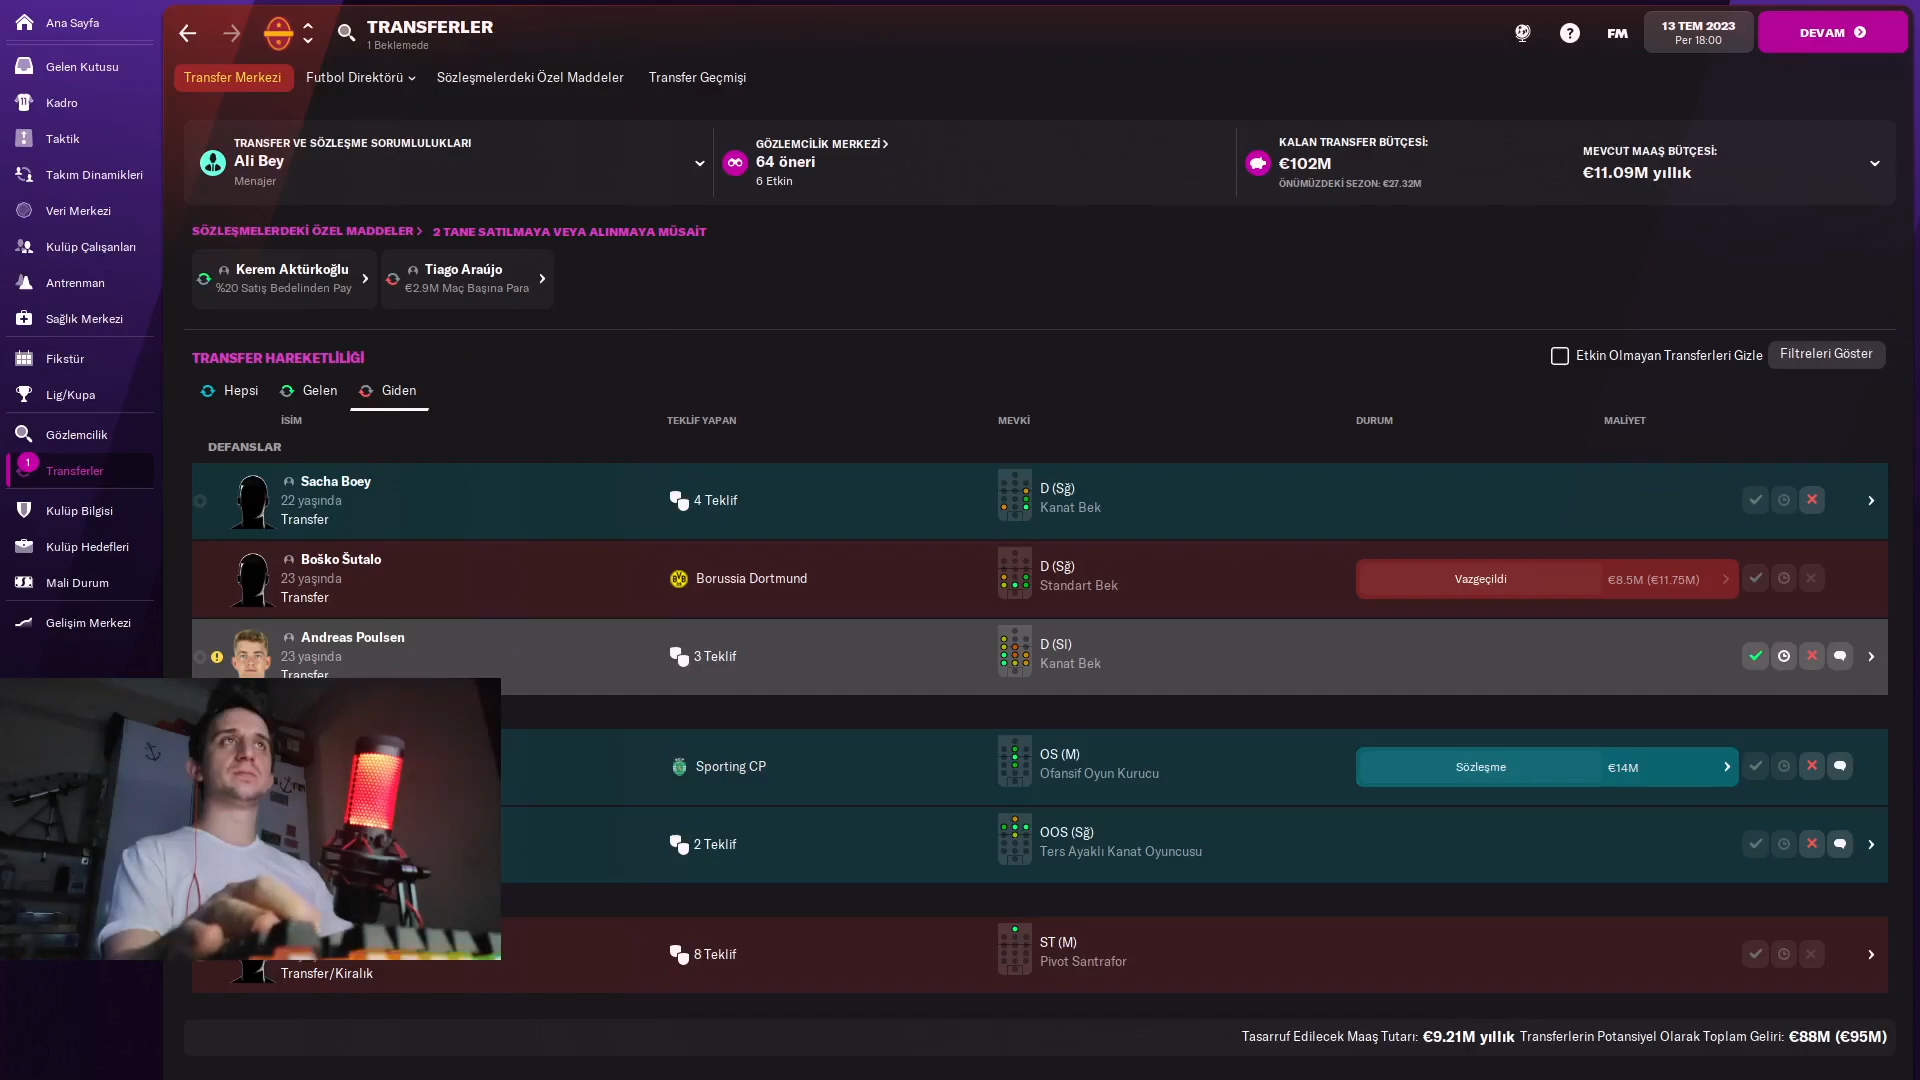 Ana Sayfa
Gelen Kutusu
Kadro
Taktik
Takım Dinamikleri
Veri Merkezi
Kulüp Çalışanları
Antrenman
Sağlık Merkezi
Fikstür
Lig/Kupa
Gözlemcilik
1
Transferler
Kulüp Bilgisi
Kulüp Hedefleri
Mali Durum
Gelişim Merkezi
TRANSFERLER
1 Beklemede
?
FM
13 TEM 2023
Per 18:00
DEVAM
Transfer Merkezi
Futbol Direktörü
Sözleşmelerdeki Özel Maddeler
Transfer Geçmişi
TRANSFER VE SÖZLEŞME SORUMLULUKLARI
Ali Bey
Menajer
GÖZLEMCİLİK MERKEZİ
64 öneri
6 Etkin
KALAN TRANSFER BÜTÇESİ:
€102M
ÖNÜMÜZDEKİ SEZON: €27.32M
MEVCUT MAAŞ BÜTÇESİ:
€11.09M yıllık
SÖZLEŞMELERDEKİ ÖZEL MADDELER
2 TANE SATILMAYA VEYA ALINMAYA MÜSAİT
Kerem Aktürkoğlu
%20 Satış Bedelinden Pay
Tiago Araújo
€2.9M Maç Başına Para
TRANSFER HAREKETLİLİĞİ
Etkin Olmayan Transferleri Gizle
Filtreleri Göster
Hepsi
Gelen
Giden
İSİM
TEKLİF YAPAN
MEVKİ
DURUM
MALİYET
DEFANSLAR
Sacha Boey
22 yaşında
Transfer
4 Teklif
D (Sğ)
Kanat Bek
Boško Šutalo
23 yaşında
Transfer
Borussia Dortmund
D (Sğ)
Standart Bek
Vazgeçildi
€8.5M (€11.75M)
Andreas Poulsen
23 yaşında
Transfer
3 Teklif
D (Sl)
Kanat Bek
Sporting CP
OS (M)
Ofansif Oyun Kurucu
Sözleşme
€14M
2 Teklif
OOS (Sğ)
Ters Ayaklı Kanat Oyuncusu
Transfer/Kiralık
8 Teklif
ST (M)
Pivot Santrafor
Tasarruf Edilecek Maaş Tutarı: €9.21M yıllık Transferlerin Potansiyel Olarak Toplam Geliri: €88M (€95M)